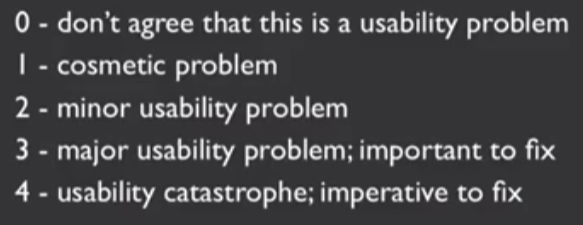 0 - don't agree that this is a usability problem
1 - cosmetic problem
2 - minor usability problem
3 - major usability problem; important to fix
4 - usability catastrophe; imperative to fix